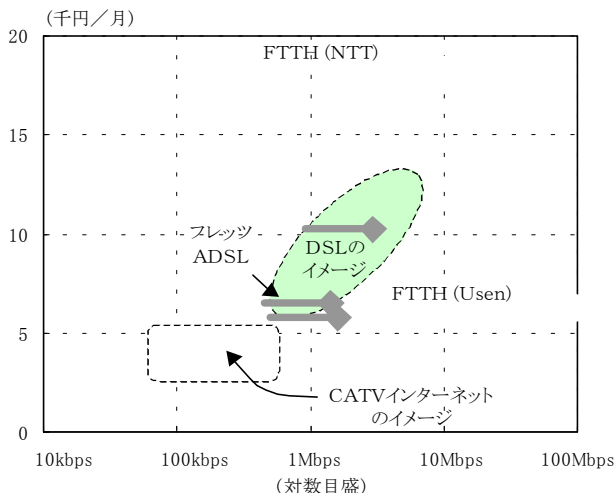 (千円／月)
20
FTTH (NTT)
15
フレッツ
ADSL
10
DSLの
イメージ
FTTH (Usen)
5
CATVインターネット
のイメージ
0
10kbps 100kbps 1Mbps 10Mbps 100Mbps
(対数目盛)